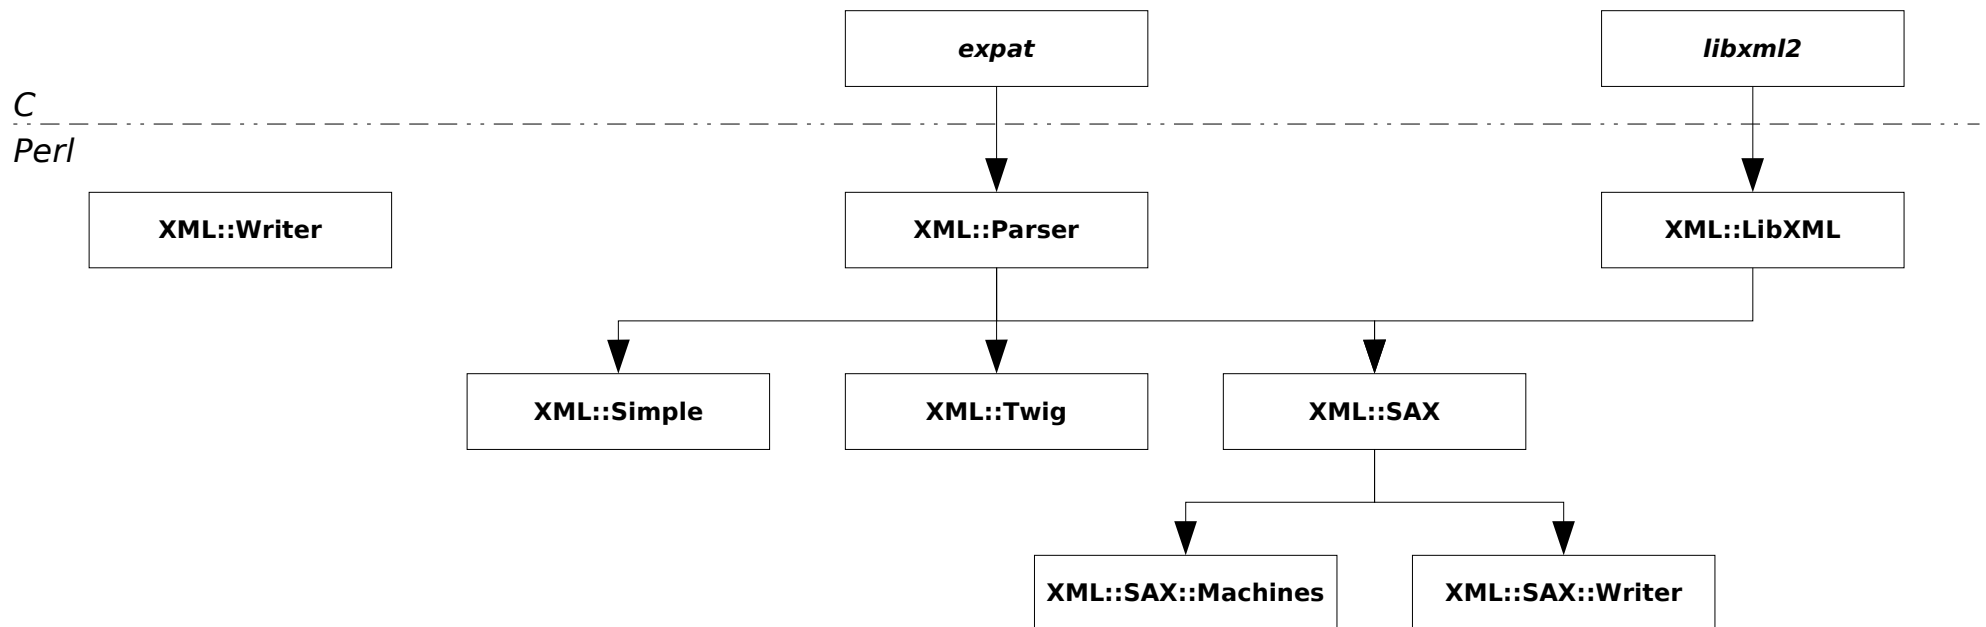 expat
libxml2
C
Perl
XML::Writer
XML::Parser
XML::LibXML
XML::Simple
XML::Twig
XML::SAX
XML::SAX::Machines
XML::SAX::Writer